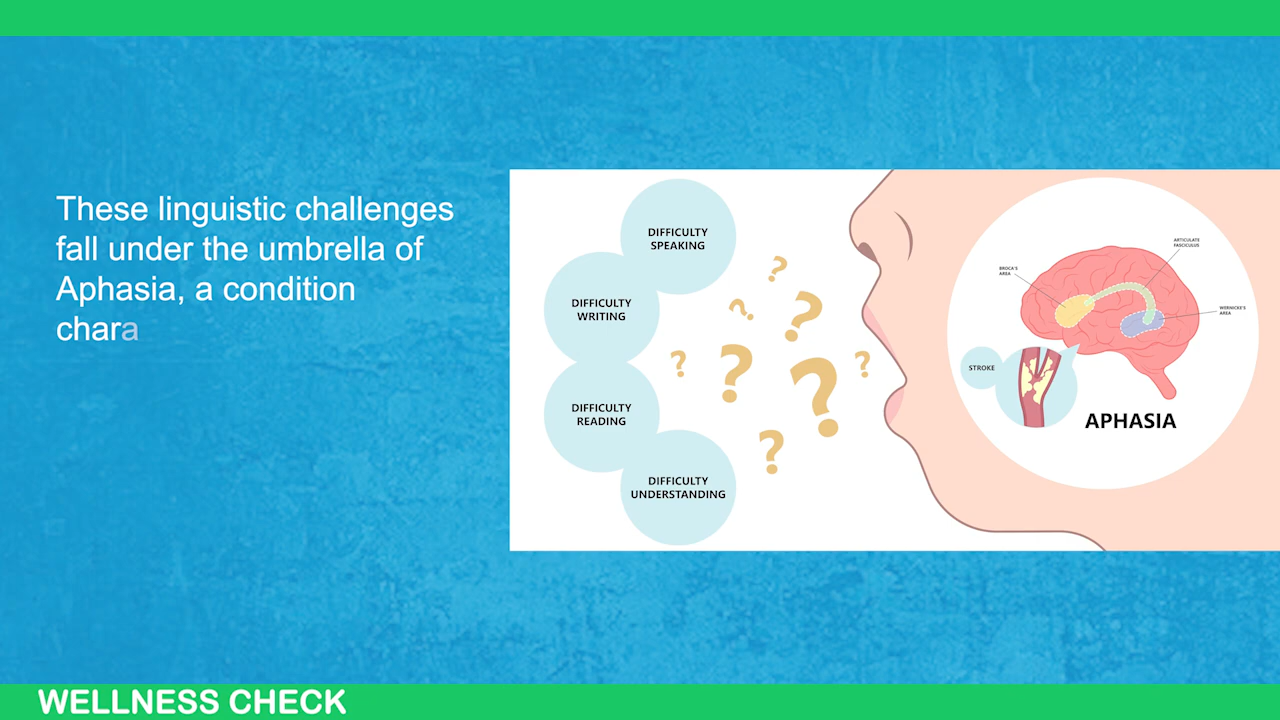 These linguistic challenges
fall under the umbrella of
Aphasia, a condition
chara
DIFFICULTY
SPEAKING
DIFFICULTY
WRITING
DIFFICULTY
READING
DIFFICULTY
UNDERSTANDING
ARTICULATE
FASCICULUS
BROCA'S
AREA
WERNICKE'S
AREA
STROKE
APHASIA
WELLNESS CHECK